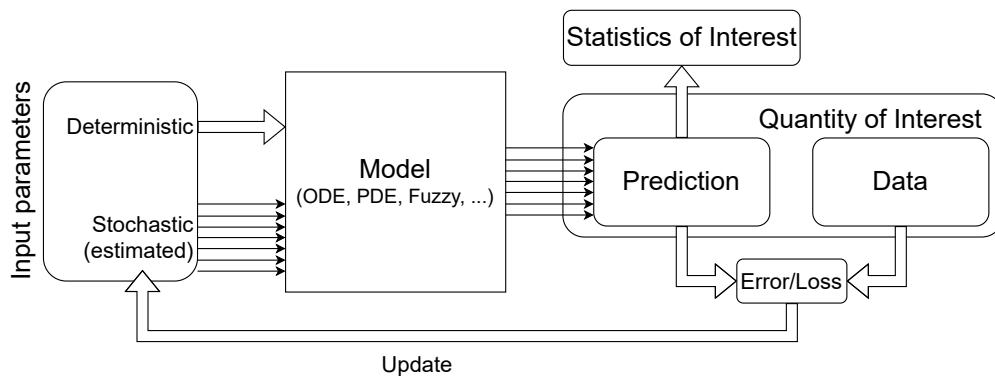 Statistics of Interest
Input parameters
Deterministic
Stochastic
(estimated)
Model
(ODE, PDE, Fuzzy, ...)
Quantity of Interest
Prediction
Data
Error/Loss
Update